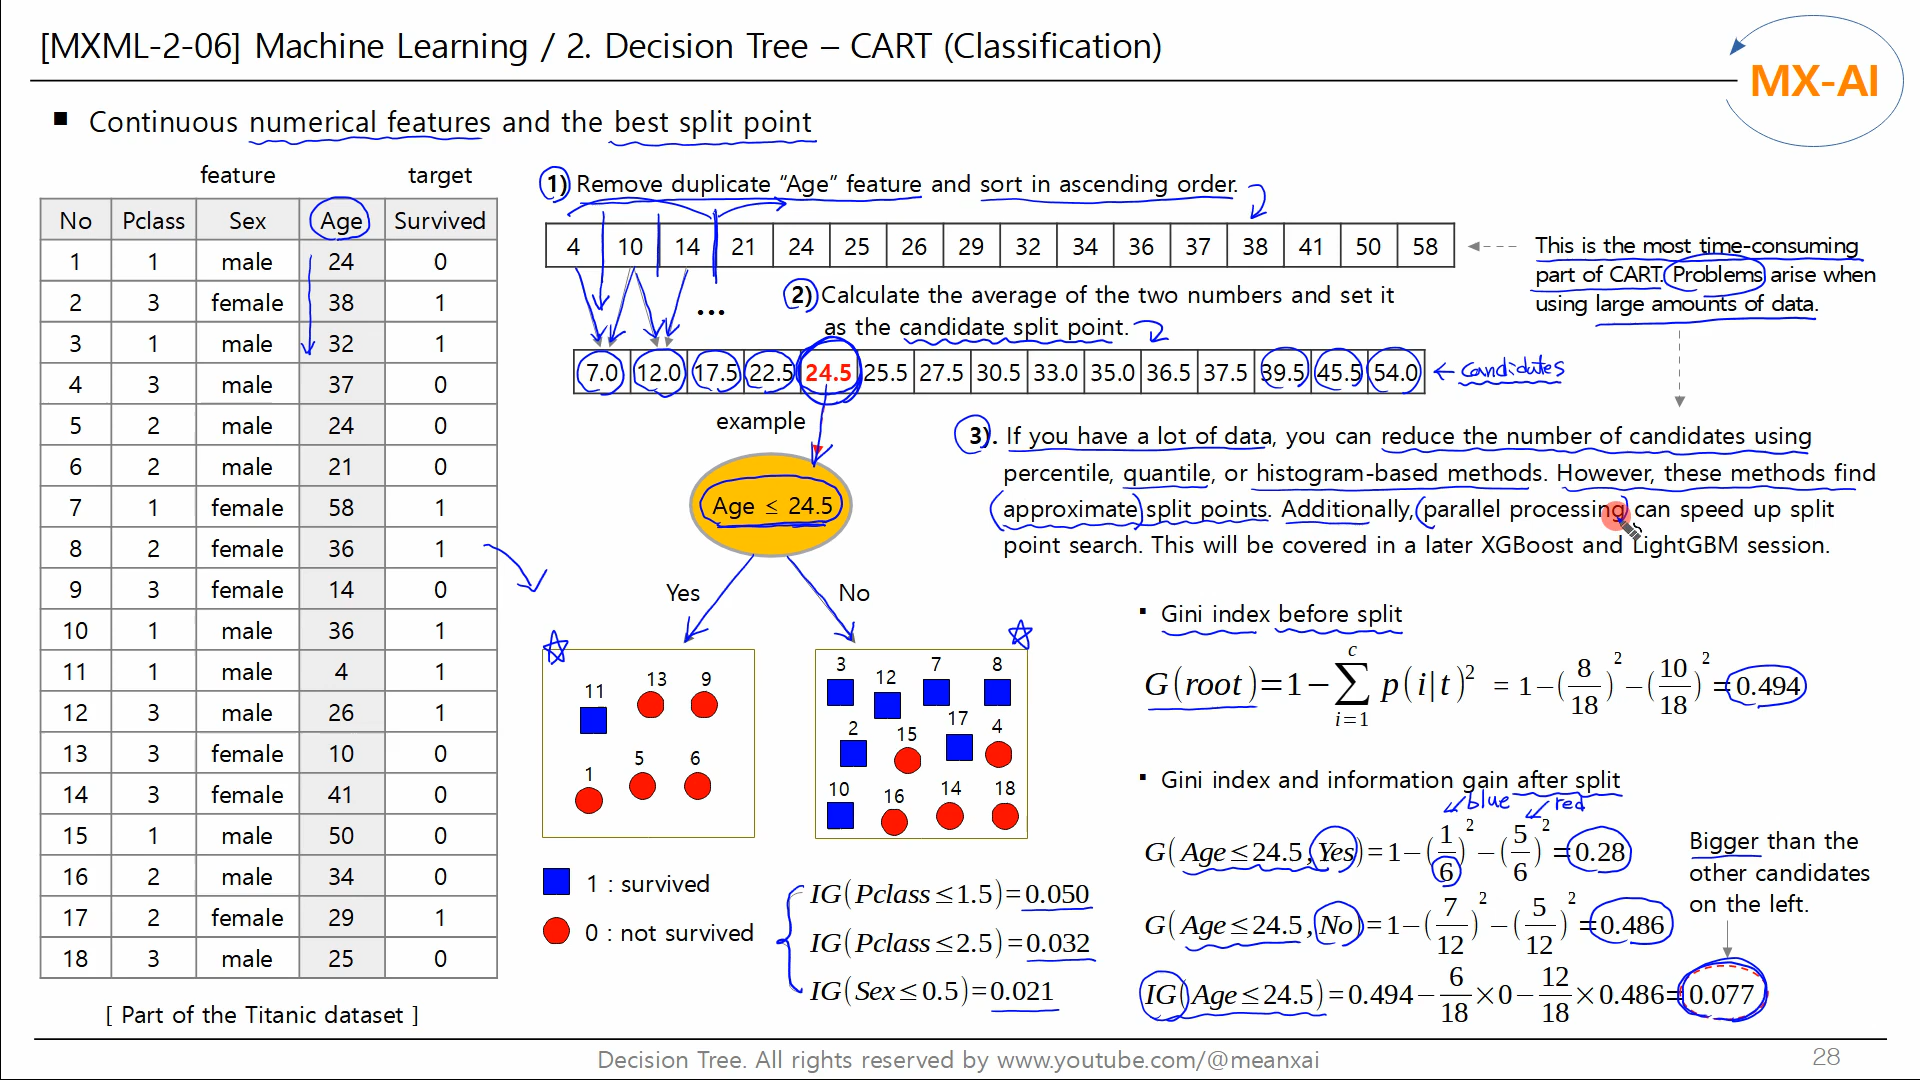 [MXML-2-06] Machine Learning / 2. Decision Tree – CART (Classification)
MX-AI
■ Continuous numerical features and the best split point
feature target
No Pclass Sex Age Survived
1 1 male 24 0
2 3 female 38 1
3 1 male 32 1
4 3 male 37 0
5 2 male 24 0
6 2 male 21 0
7 1 female 58 1
8 2 female 36 1
9 3 female 14 0
10 1 male 36 1
11 1 male 4 1
12 3 male 26 1
13 3 female 10 0
14 3 female 41 0
15 1 male 50 0
16 2 male 34 0
17 2 female 29 1
18 3 male 25 0
[ Part of the Titanic dataset ]
1) Remove duplicate “Age” feature and sort in ascending order.
4 10 14 21 24 25 26 29 32 34 36 37 38 41 50 58
This is the most time-consuming
part of CART. Problems arise when
using large amounts of data.
2) Calculate the average of the two numbers and set it
as the candidate split point.
...
7.0 12.0 17.5 22.5 24.5 25.5 27.5 30.5 33.0 35.0 36.5 37.5 39.5 45.5 54.0
← candidates
example
3). If you have a lot of data, you can reduce the number of candidates using
percentile, quantile, or histogram-based methods. However, these methods find
approximate split points. Additionally, parallel processing can speed up split
point search. This will be covered in a later XGBoost and LightGBM session.
Age ≤ 24.5
Yes No
11 13 9
1 5 6
3 12 7 8
2 15 17 4
10 16 14 18
1 : survived
0 : not survived
IG(Pclass≤1.5)=0.050
IG(Pclass≤2.5)=0.032
IG(Sex≤0.5)=0.021
▪ Gini index before split
G(root)=1−∑_{i=1}^{c} p(i|t)^2 = 1−(8/18)^2−(10/18)^2=0.494
▪ Gini index and information gain after split
blue red
G(Age≤24.5,Yes)=1−(1/6)^2−(5/6)^2=0.28
G(Age≤24.5,No)=1−(7/12)^2−(5/12)^2=0.486
IG(Age≤24.5)=0.494−6/18×0−12/18×0.486=0.077
Bigger than the
other candidates
on the left.
Decision Tree. All rights reserved by www.youtube.com/@meanxai
28